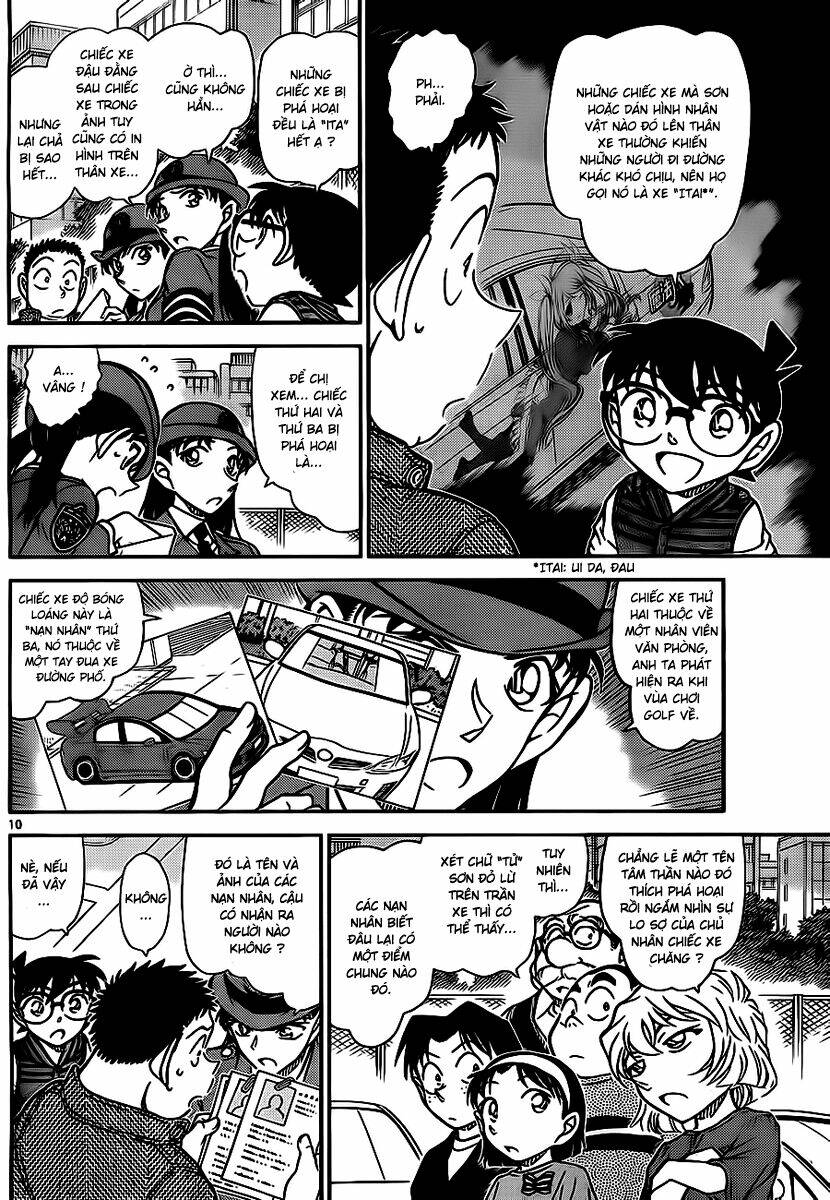 NHỮNG CHIẾC XE MÀ SƠN
HOẶC DÁN HÌNH NHÂN
VẬT NÀO ĐÓ LÊN THÂN
XE THƯỜNG KHIẾN
NHỮNG NGƯỜI ĐI ĐƯỜNG
KHÁC KHÓ CHỊU, NÊN HỌ
GỌI NÓ LÀ XE "ITAI*".
PH...
PHẢI.
*ITAI: UI DA, ĐAU
NHỮNG
CHIẾC XE BỊ
PHÁ HOẠI
ĐỀU LÀ "ITA"
HẾT Ạ ?
Ờ THÌ...
CŨNG KHÔNG
HẲN...
CHIẾC XE
ĐẬU ĐẰNG
SAU CHIẾC
XE TRONG
ẢNH TUY
CŨNG CÓ IN
HÌNH TRÊN
THÂN XE...
NHƯNG
LẠI CHẢ
BỊ SAO
HẾT...
ĐỂ CHỊ
XEM... CHIẾC
THỨ HAI VÀ
THỨ BA BỊ
PHÁ HOẠI
LÀ...
A...
VÂNG !
CHIẾC XE THỨ
HAI THUỘC VỀ
MỘT NHÂN VIÊN
VĂN PHÒNG,
ANH TA PHÁT
HIỆN RA KHI
VỪA CHƠI
GOLF VỀ.
CHIẾC XE ĐỘ BÓNG
LOÁNG NÀY LÀ
"NẠN NHÂN" THỨ
BA, NÓ THUỘC VỀ
MỘT TAY ĐUA XE
ĐƯỜNG PHỐ.
10
CHẲNG LẼ MỘT TÊN
TÂM THẦN NÀO ĐÓ
THÍCH PHÁ HOẠI
RỒI NGẮM NHÌN SỰ
LO SỢ CỦA CHỦ
NHÂN CHIẾC XE
CHĂNG ?
TUY
NHIÊN
THÌ...
XÉT CHỮ "TỬ"
SƠN ĐỎ LỪ
TRÊN TRẦN
XE THÌ CÓ
THỂ THẤY...
CÁC NẠN
NHÂN BIẾT
ĐÂU LẠI CÓ
MỘT ĐIỂM
CHUNG NÀO
ĐÓ.
ĐÓ LÀ TÊN VÀ
ẢNH CỦA CÁC
NẠN NHÂN, CẬU
CÓ NHẬN RA
NGƯỜI NÀO
KHÔNG ?
KHÔNG
...
NÈ, NẾU
ĐÃ VẬY
...